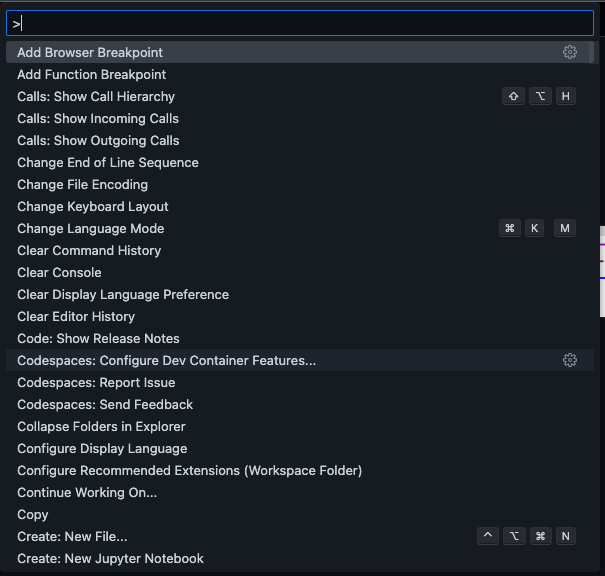 >
Add Browser Breakpoint
Add Function Breakpoint
Calls: Show Call Hierarchy ⇧ ⌥ H
Calls: Show Incoming Calls
Calls: Show Outgoing Calls
Change End of Line Sequence
Change File Encoding
Change Keyboard Layout
Change Language Mode ⌘ K M
Clear Command History
Clear Console
Clear Display Language Preference
Clear Editor History
Code: Show Release Notes
Codespaces: Configure Dev Container Features...
Codespaces: Report Issue
Codespaces: Send Feedback
Collapse Folders in Explorer
Configure Display Language
Configure Recommended Extensions (Workspace Folder)
Continue Working On...
Copy
Create: New File... ^ ⌥ ⌘ N
Create: New Jupyter Notebook